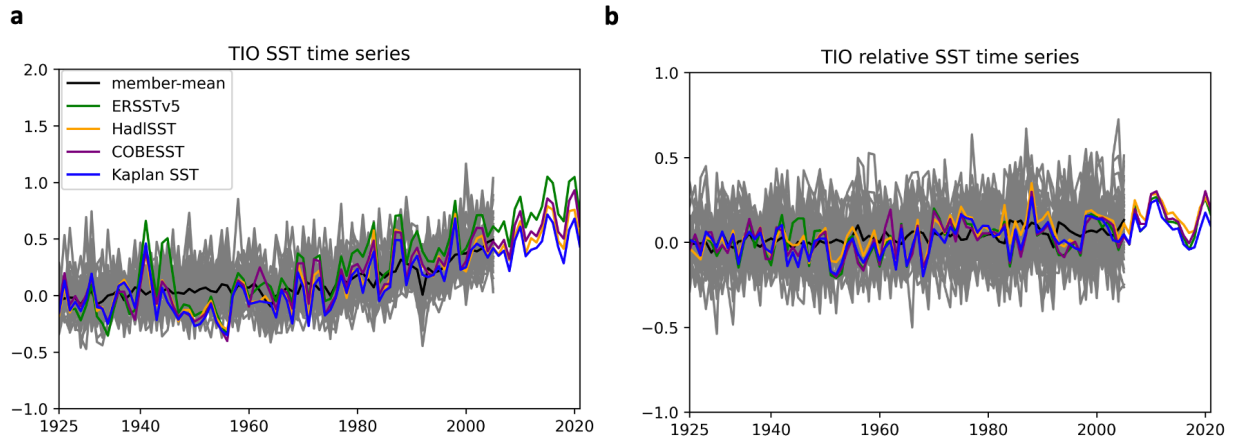 a
TIO SST time series
2.0
1.5
1.0
0.5
0.0
−0.5
−1.0
member-mean
ERSSTv5
HadISST
COBESST
Kaplan SST
1925
1940
1960
1980
2000
2020
b
TIO relative SST time series
1.0
0.5
0.0
−0.5
−1.0
1925
1940
1960
1980
2000
2020